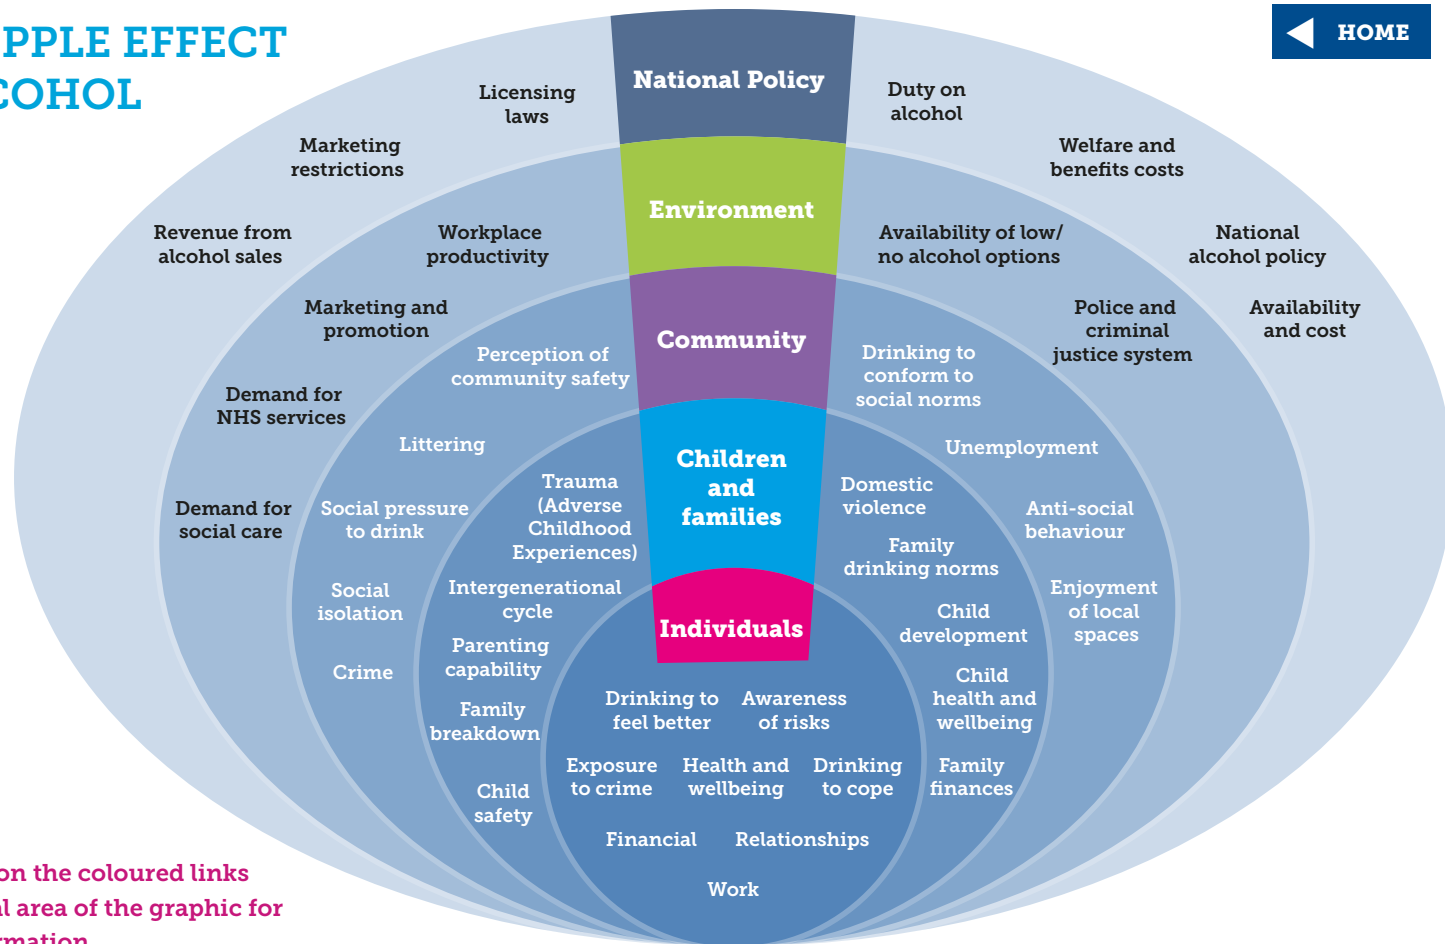 PPLE EFFECT
COHOL
HOME
National Policy
Licensing
laws
Marketing
restrictions
Revenue from
alcohol sales
Duty on
alcohol
Welfare and
benefits costs
National
alcohol policy
Availability
and cost
Environment
Workplace
productivity
Marketing and
promotion
Demand for
NHS services
Demand for
social care
Availability of low/
no alcohol options
Police and
criminal
justice system
Community
Perception of
community safety
Littering
Social pressure
to drink
Social
isolation
Crime
Drinking to
conform to
social norms
Unemployment
Anti-social
behaviour
Enjoyment
of local
spaces
Children
and
families
Trauma
(Adverse
Childhood
Experiences)
Intergenerational
cycle
Parenting
capability
Family
breakdown
Child
safety
Domestic
violence
Family
drinking norms
Child
development
Child
health and
wellbeing
Family
finances
Individuals
Drinking to
feel better
Awareness
of risks
Exposure
to crime
Health and
wellbeing
Drinking
to cope
Financial
Relationships
Work
on the coloured links
l area of the graphic for
rmation